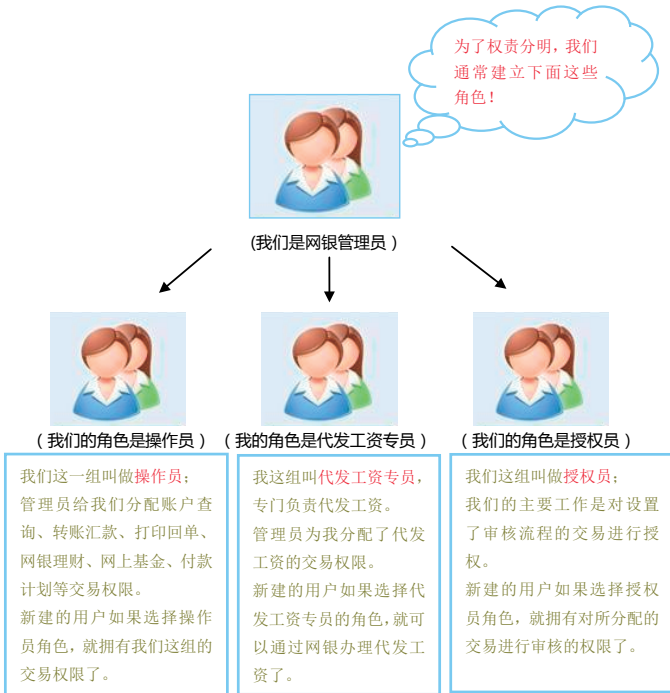 为了权责分明，我们
通常建立下面这些
角色！
(我们是网银管理员）
（我们的角色是操作员）
（我的角色是代发工资专员）
（我们的角色是授权员）
我们这一组叫做操作员；
管理员给我们分配账户查
询、转账汇款、打印回单、
网银理财、网上基金、付款
计划等交易权限。
新建的用户如果选择操作
员角色，就拥有我们这组的
交易权限了。
我这组叫代发工资专员，
专门负责代发工资。
管理员为我分配了代发
工资的交易权限。
新建的用户如果选择代
发工资专员的角色，就可
以通过网银办理代发工
资了。
我们这组叫做授权员；
我们的主要工作是对设置
了审核流程的交易进行授
权。
新建的用户如果选择授权
员角色，就拥有对所分配的
交易进行审核的权限了。